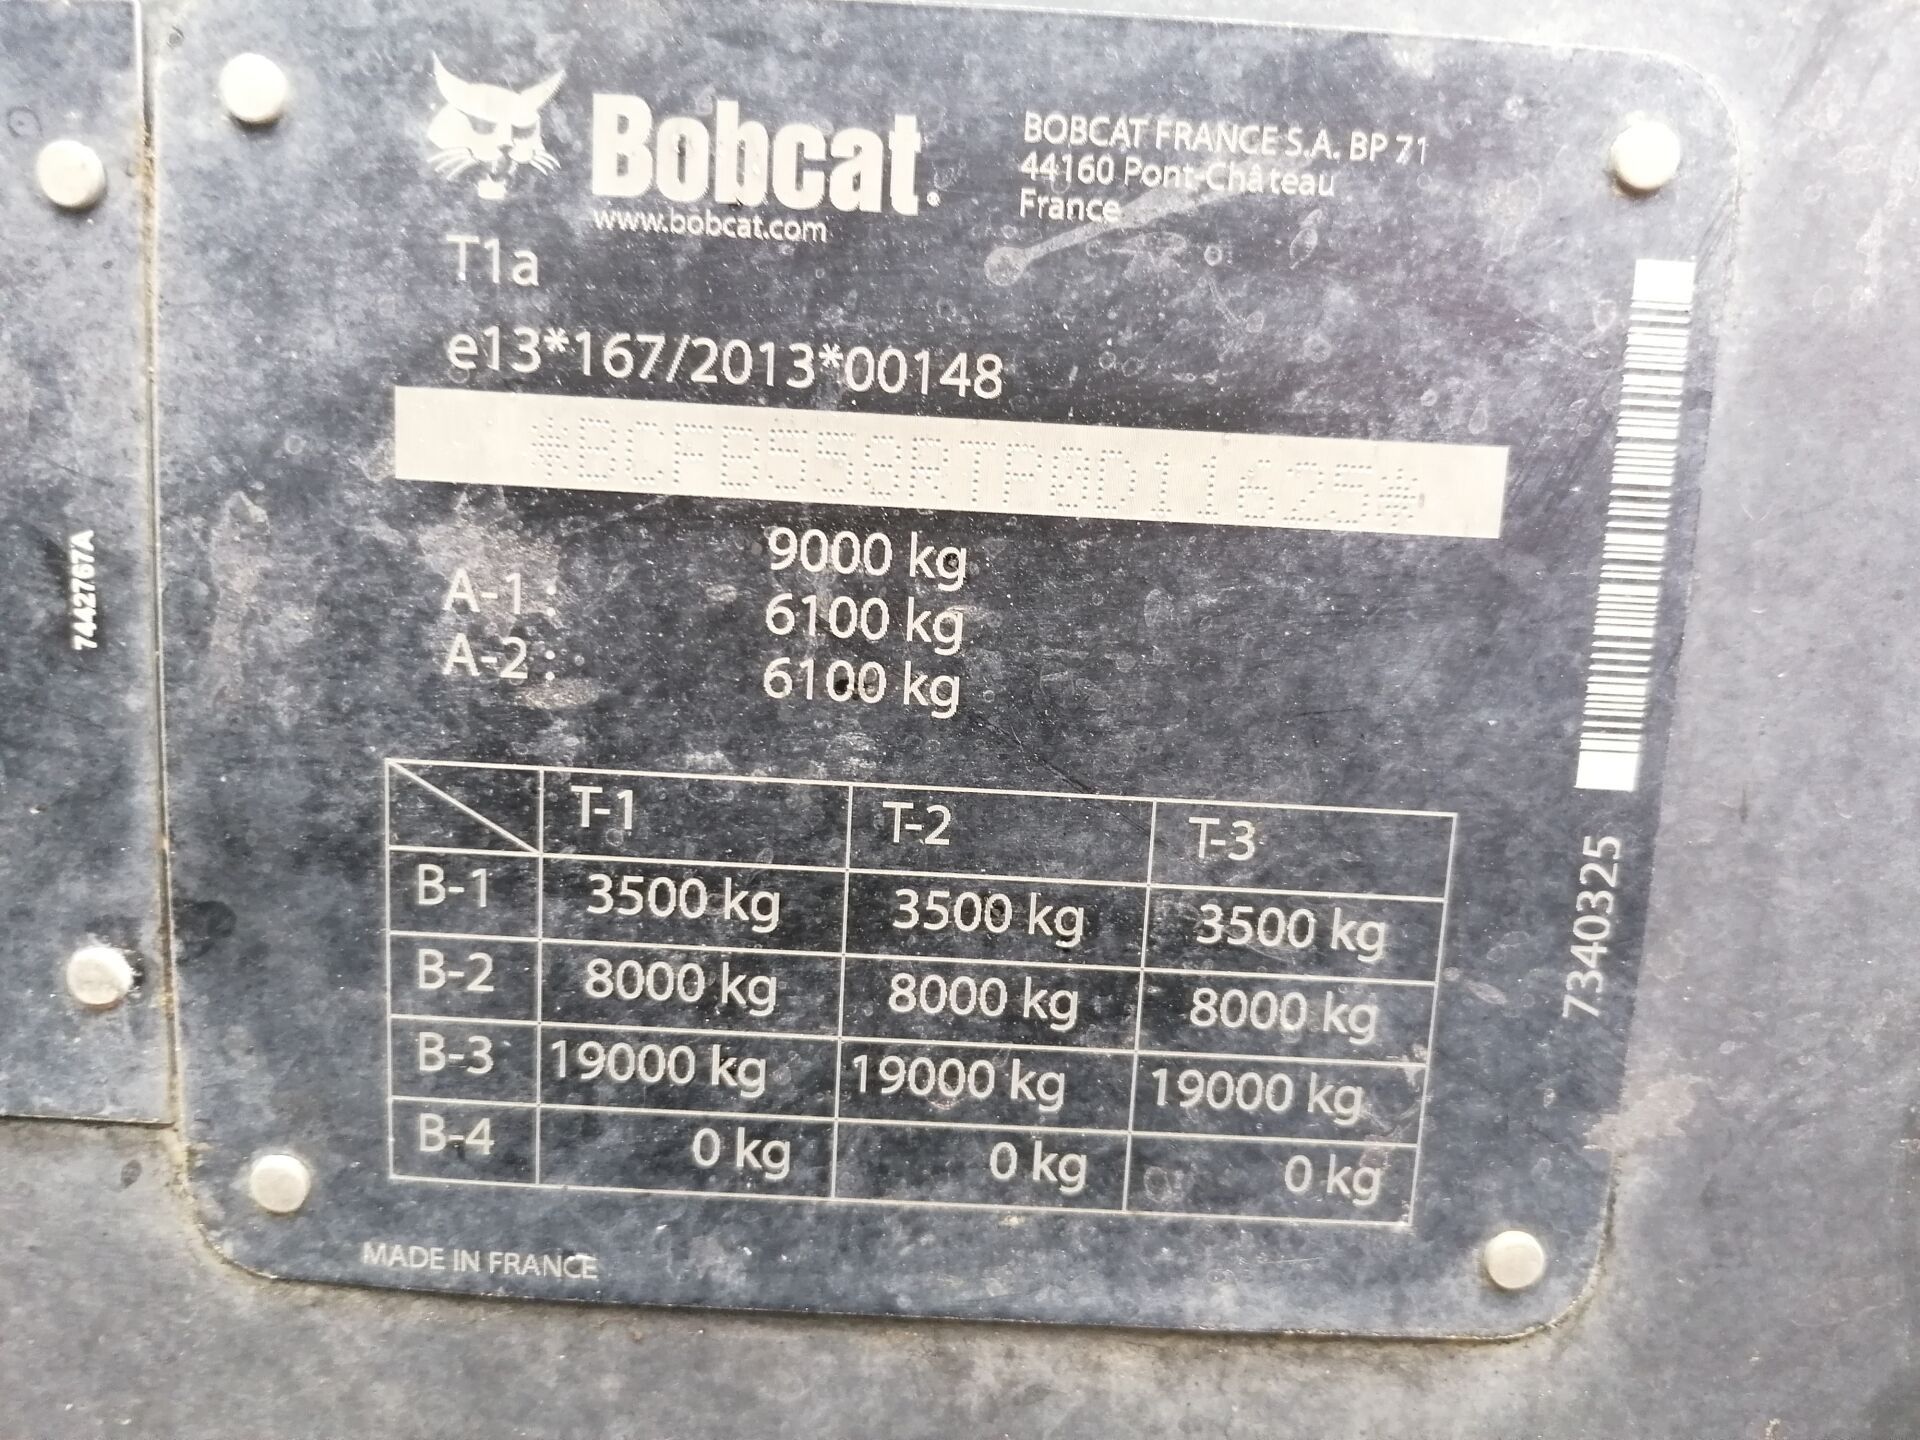 Bobcat®
www.bobcat.com
BOBCAT FRANCE S.A. BP 71
44160 Pont-Château
France
T1a
e13*167/2013*00148
*BCFB558RTP0D11625*
9000 kg
A-1 : 6100 kg
A-2 : 6100 kg
T-1 T-2 T-3
B-1 3500 kg 3500 kg 3500 kg
B-2 8000 kg 8000 kg 8000 kg
B-3 19000 kg 19000 kg 19000 kg
B-4 0 kg 0 kg 0 kg
MADE IN FRANCE
7340325
7442767A